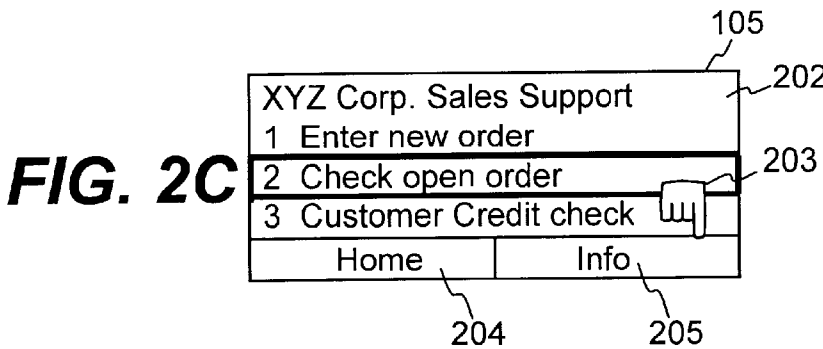 105
202
XYZ Corp. Sales Support
1 Enter new order
FIG. 2C
2 Check open order
203
3 Customer Credit check
Home Info
204 205